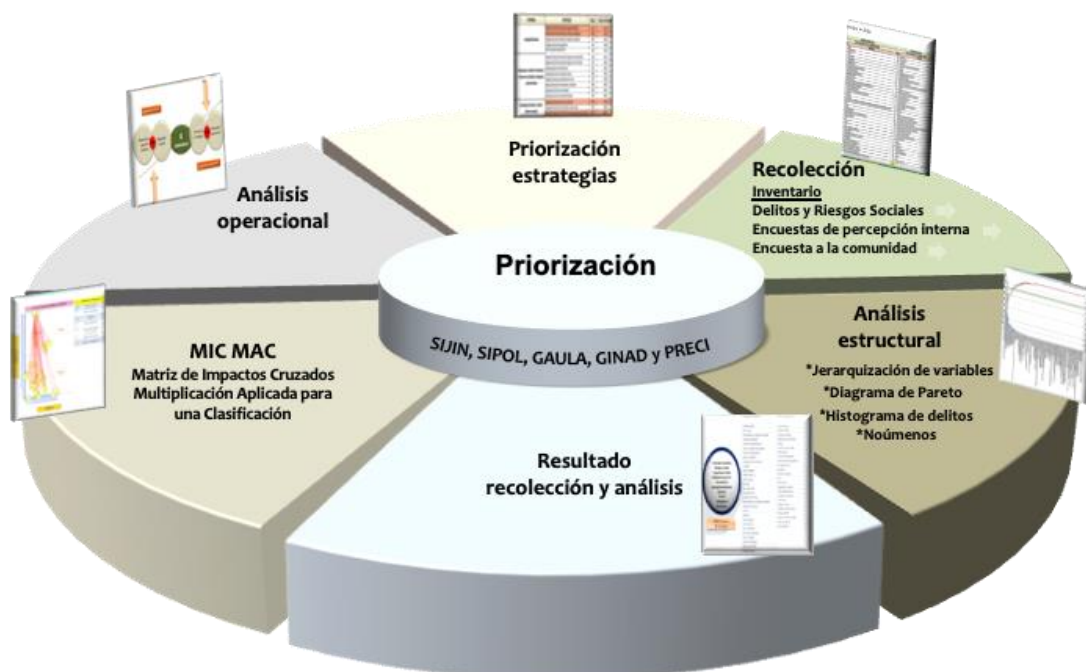 Priorización
estrategias
Recolección
Inventario
Delitos y Riesgos Sociales
Encuestas de percepción interna
Encuesta a la comunidad
Análisis
operacional
Priorización
SIJIN, SIPOL, GAULA, GINAD y PRECI
Análisis
estructural
*Jerarquización de variables
*Diagrama de Pareto
*Histograma de delitos
*Noúmenos
MIC MAC
Matriz de Impactos Cruzados
Multiplicación Aplicada para
una Clasificación
Resultado
recolección y análisis